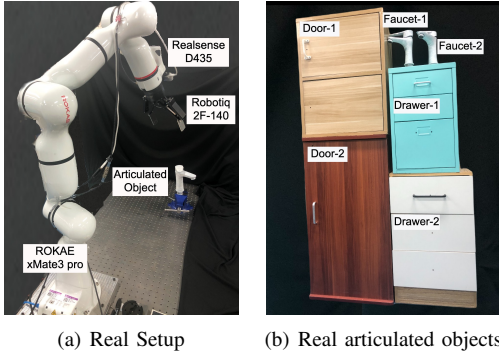 Realsense
D435
Robotiq
2F-140
Articulated
Object
ROKAE
ROKAE
xMate3 pro
(a) Real Setup
Faucet-1
Door-1
Faucet-2
Drawer-1
Door-2
Drawer-2
(b) Real articulated objects